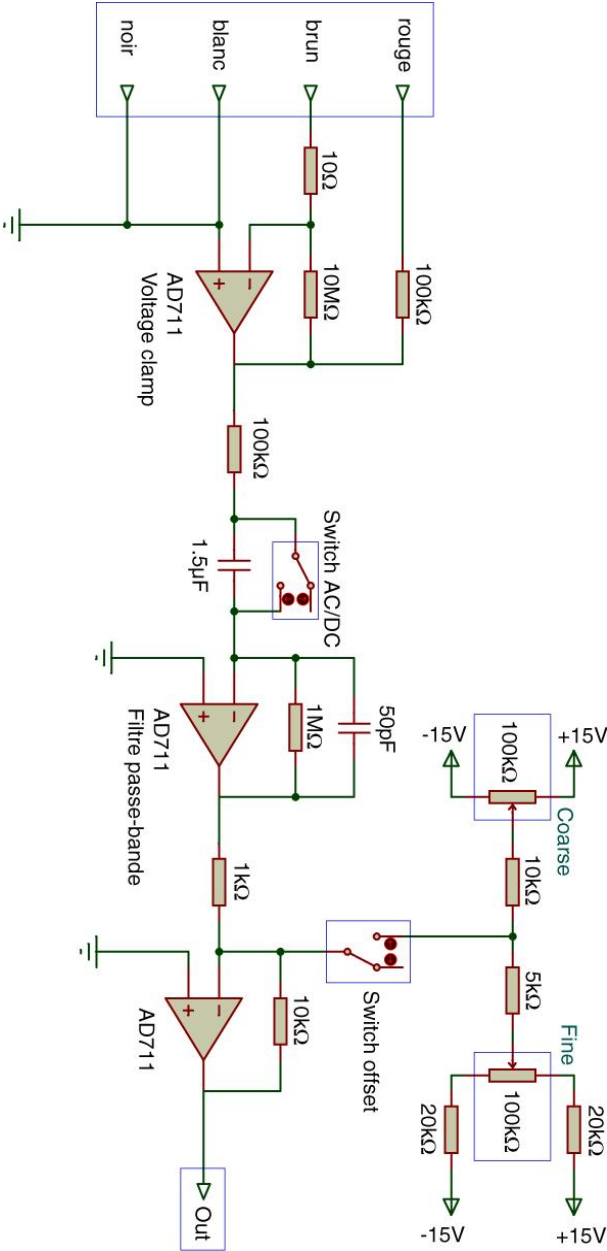 noir
blanc
brun
rouge
10Ω
10MΩ
100kΩ
+
−
AD711
Voltage clamp
100kΩ
Switch AC/DC
1.5µF
50pF
1MΩ
+
−
AD711
Filtre passe-bande
1kΩ
-15V
+15V
100kΩ
Coarse
10kΩ
5kΩ
Fine
100kΩ
20kΩ
20kΩ
-15V
+15V
Switch offset
10kΩ
+
−
AD711
Out